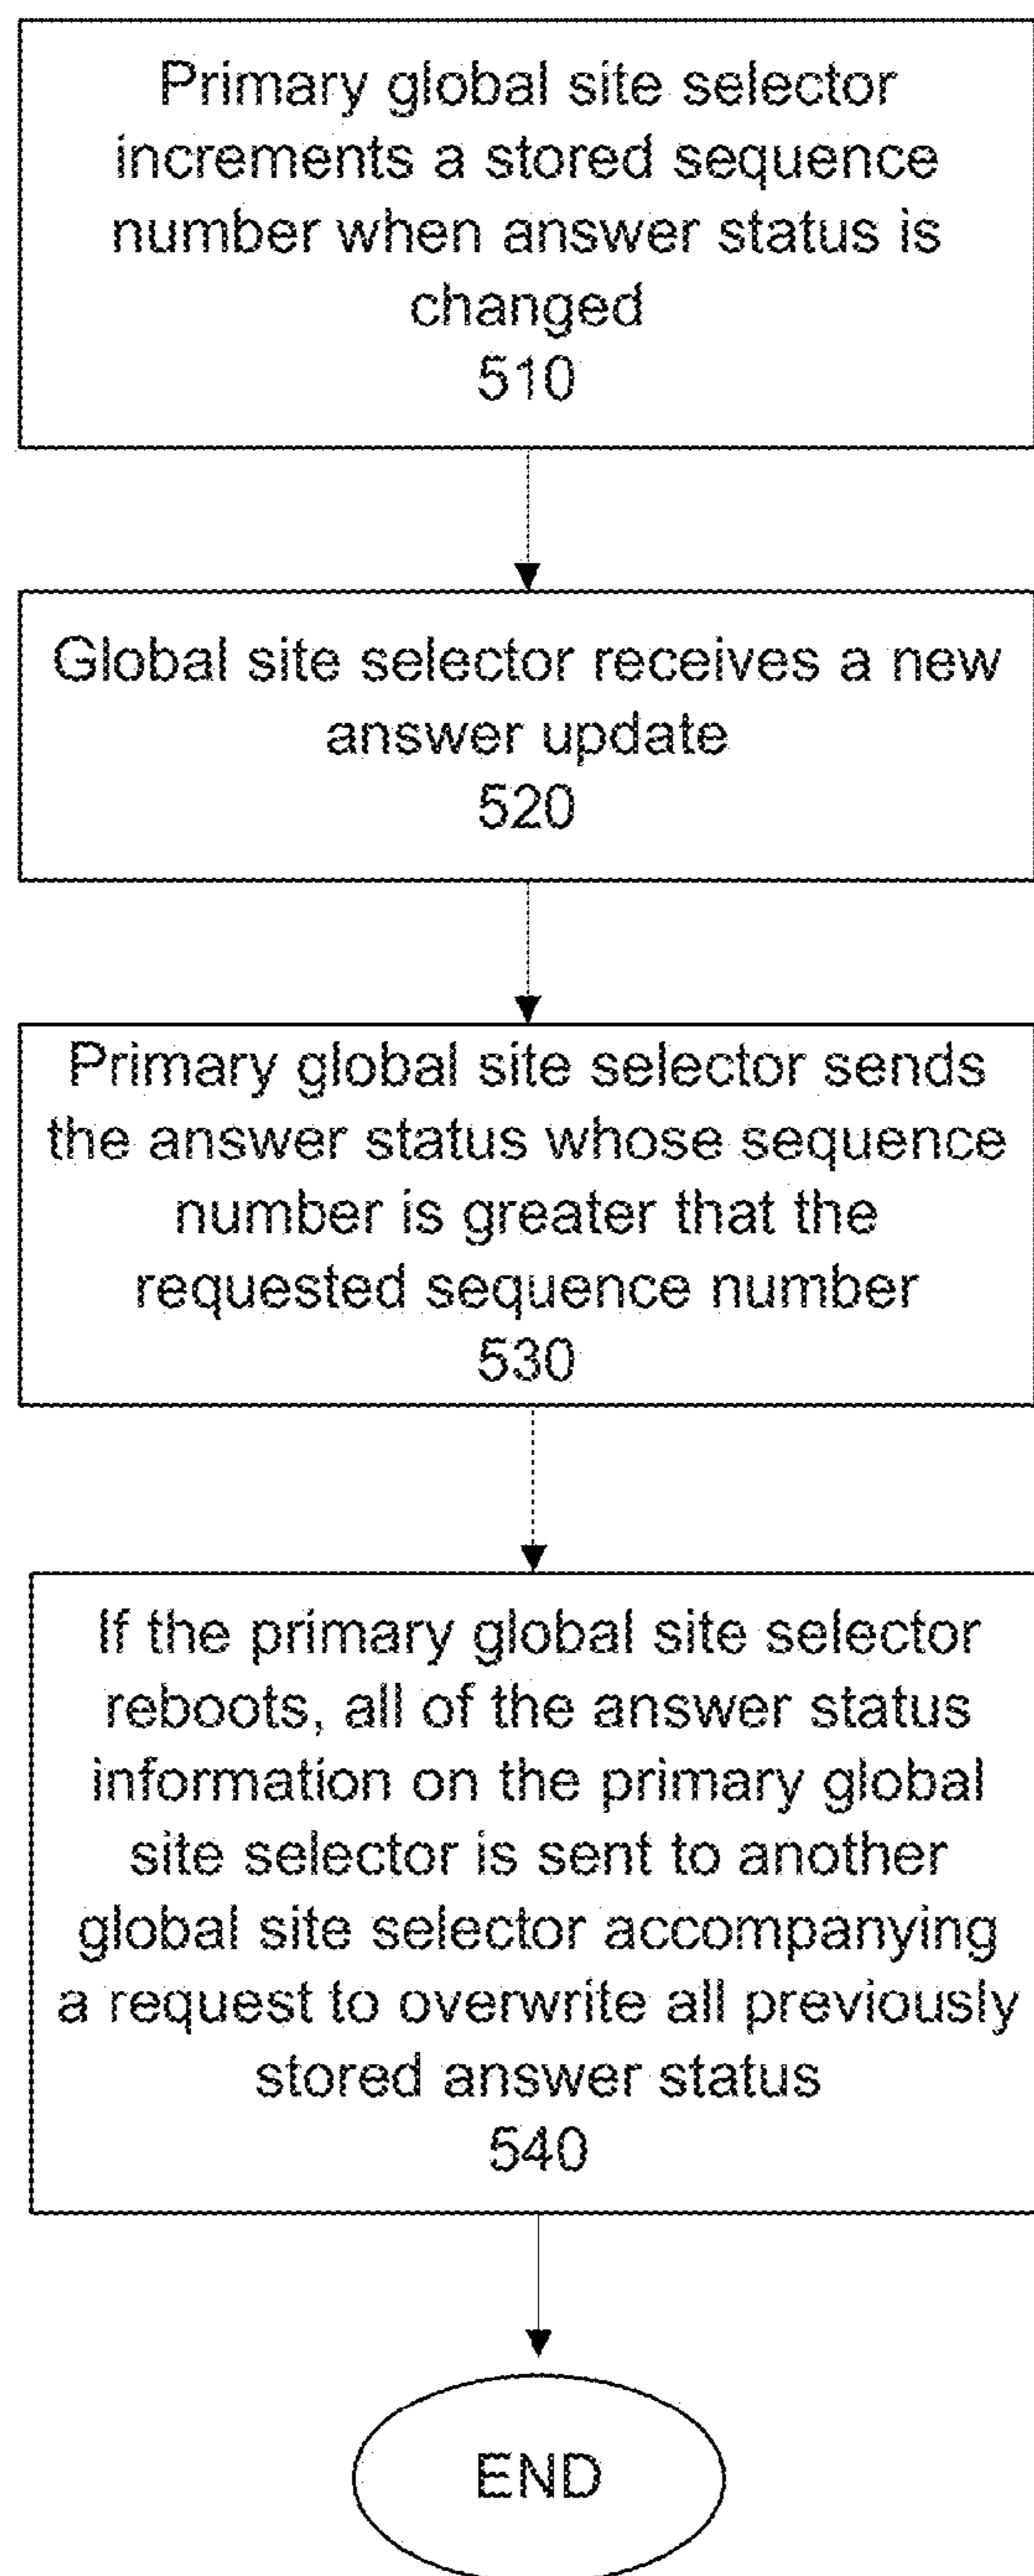 Primary global site selector
increments a stored sequence
number when answer status is
changed
510
Global site selector receives a new
answer update
520
Primary global site selector sends
the answer status whose sequence
number is greater that the
requested sequence number
530
If the primary global site selector
reboots, all of the answer status
information on the primary global
site selector is sent to another
global site selector accompanying
a request to overwrite all previously
stored answer status
540
END